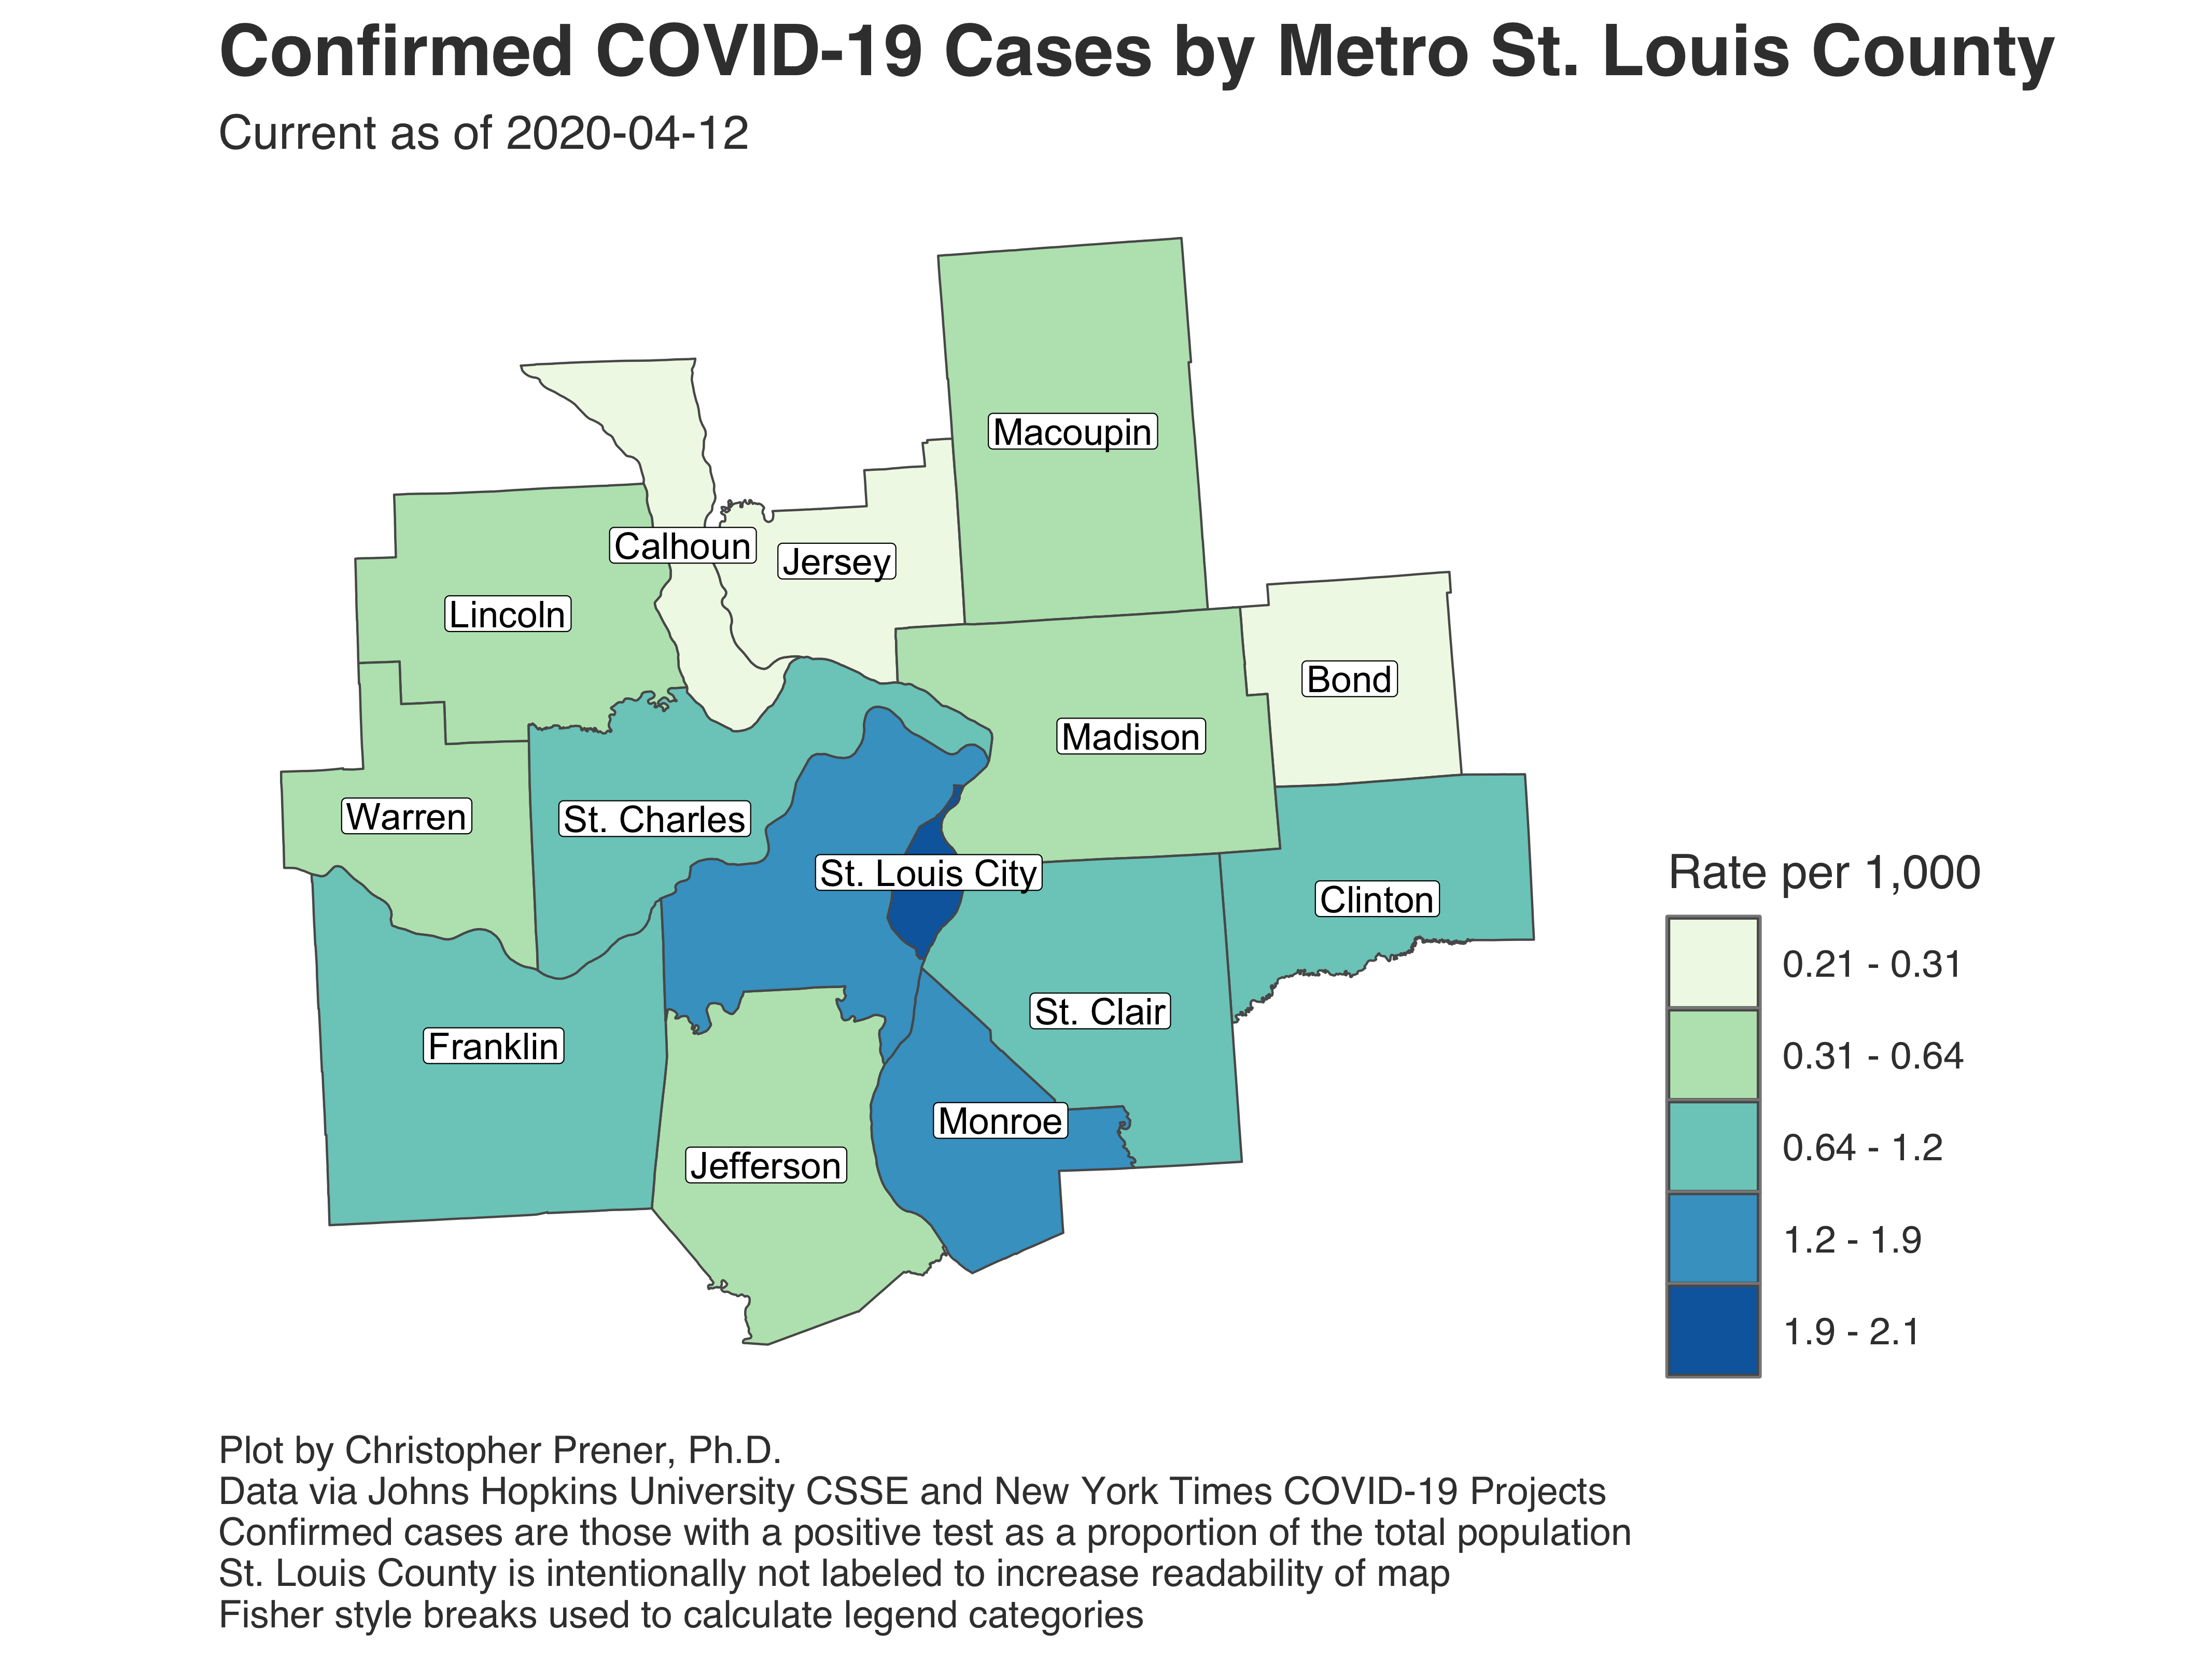 Confirmed COVID-19 Cases by Metro St. Louis County
Current as of 2020-04-12
Macoupin
Calhoun
Jersey
Lincoln
Bond
Madison
Warren
St. Charles
St. Louis City
Clinton
St. Clair
Franklin
Monroe
Jefferson
Rate per 1,000
0.21 - 0.31
0.31 - 0.64
0.64 - 1.2
1.2 - 1.9
1.9 - 2.1
Plot by Christopher Prener, Ph.D.
Data via Johns Hopkins University CSSE and New York Times COVID-19 Projects
Confirmed cases are those with a positive test as a proportion of the total population
St. Louis County is intentionally not labeled to increase readability of map
Fisher style breaks used to calculate legend categories